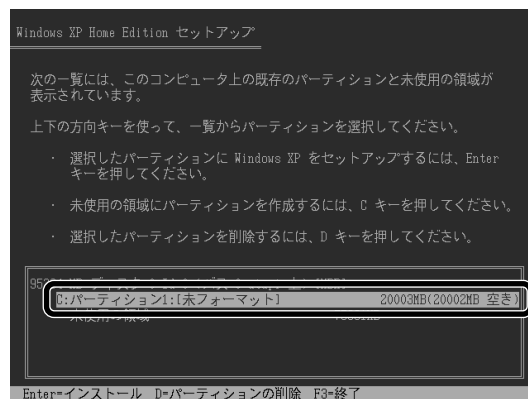 Windows XP Home Edition セットアップ
次の一覧には、このコンピュータ上の既存のパーティションと未使用の領域が
表示されています。
上下の方向キーを使って、一覧からパーティションを選択してください。
・ 選択したパーティションに Windows XP をセットアップするには、Enter
キーを押してください。
・ 未使用の領域にパーティションを作成するには、C キーを押してください。
・ 選択したパーティションを削除するには、D キーを押してください。
C:パーティション1:[未フォーマット] 20003MB(20002MB 空き)
未使用の領域
Enter=インストール D=パーティションの削除 F3=終了